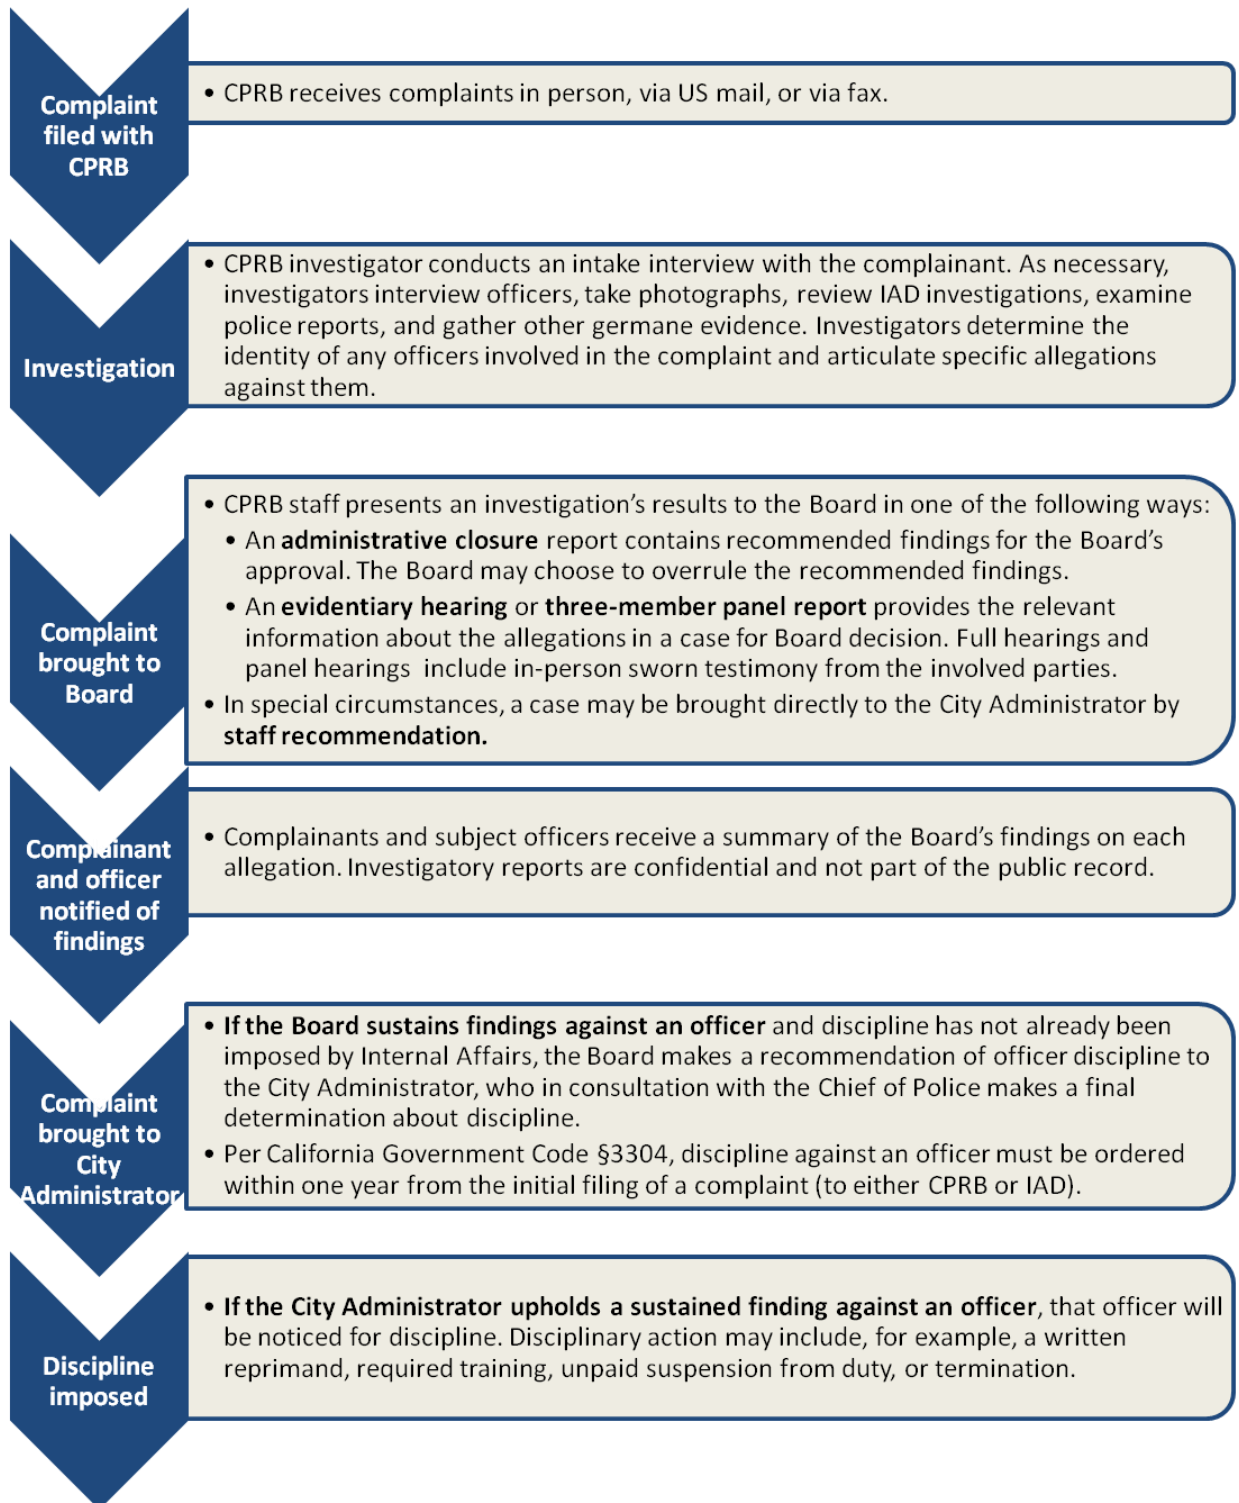 Complaint
filed with
CPRB
• CPRB receives complaints in person, via US mail, or via fax.
Investigation
• CPRB investigator conducts an intake interview with the complainant. As necessary,
investigators interview officers, take photographs, review IAD investigations, examine
police reports, and gather other germane evidence. Investigators determine the
identity of any officers involved in the complaint and articulate specific allegations
against them.
Complaint
brought to
Board
• CPRB staff presents an investigation's results to the Board in one of the following ways:
• An administrative closure report contains recommended findings for the Board's
approval. The Board may choose to overrule the recommended findings.
• An evidentiary hearing or three-member panel report provides the relevant
information about the allegations in a case for Board decision. Full hearings and
panel hearings include in-person sworn testimony from the involved parties.
• In special circumstances, a case may be brought directly to the City Administrator by
staff recommendation.
Complainant
and officer
notified of
findings
• Complainants and subject officers receive a summary of the Board's findings on each
allegation. Investigatory reports are confidential and not part of the public record.
Complaint
brought to
City
Administrator
• If the Board sustains findings against an officer and discipline has not already been
imposed by Internal Affairs, the Board makes a recommendation of officer discipline to
the City Administrator, who in consultation with the Chief of Police makes a final
determination about discipline.
• Per California Government Code §3304, discipline against an officer must be ordered
within one year from the initial filing of a complaint (to either CPRB or IAD).
Discipline
imposed
• If the City Administrator upholds a sustained finding against an officer, that officer will
be noticed for discipline. Disciplinary action may include, for example, a written
reprimand, required training, unpaid suspension from duty, or termination.